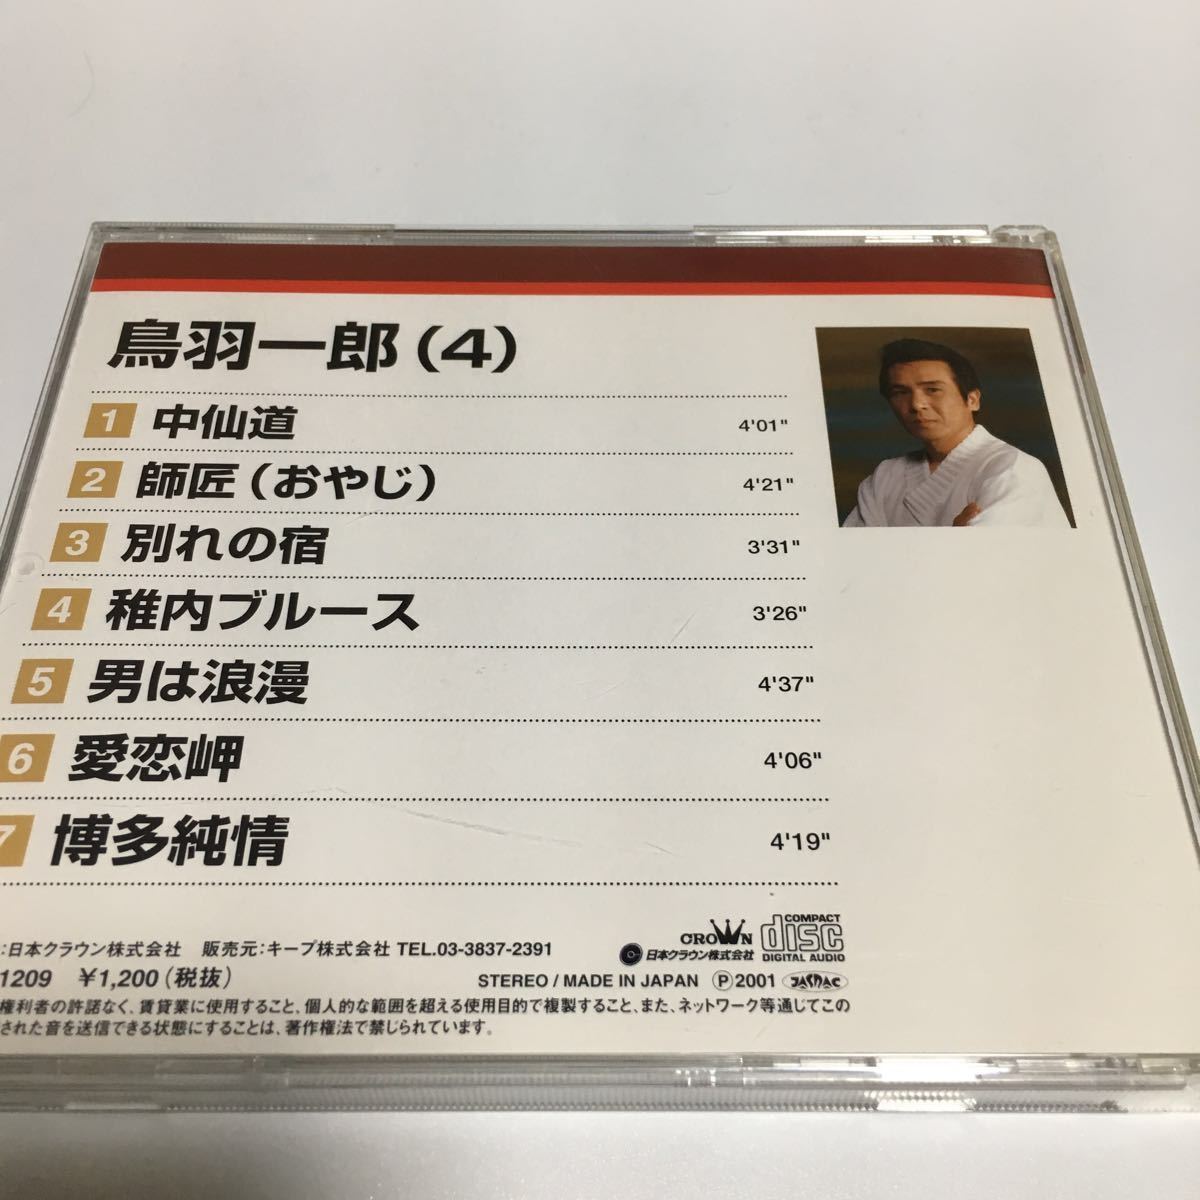 鳥羽一郎(4)
1 中仙道 4'01"
2 師匠(おやじ) 4'21"
3 別れの宿 3'31"
4 稚内ブルース 3'26"
5 男は浪漫 4'37"
6 愛恋岬 4'06"
7 博多純情 4'19"
:日本クラウン株式会社 販売元:キープ株式会社 TEL.03-3837-2391
CROWN
日本クラウン株式会社
COMPACT
disc
DIGITAL AUDIO
1209 ¥1,200(税抜)
STEREO / MADE IN JAPAN Ⓟ2001 JASRAC
権利者の許諾なく、賃貸業に使用すること、個人的な範囲を超える使用目的で複製すること、また、ネットワーク等通じてこの
された音を送信できる状態にすることは、著作権法で禁じられています。